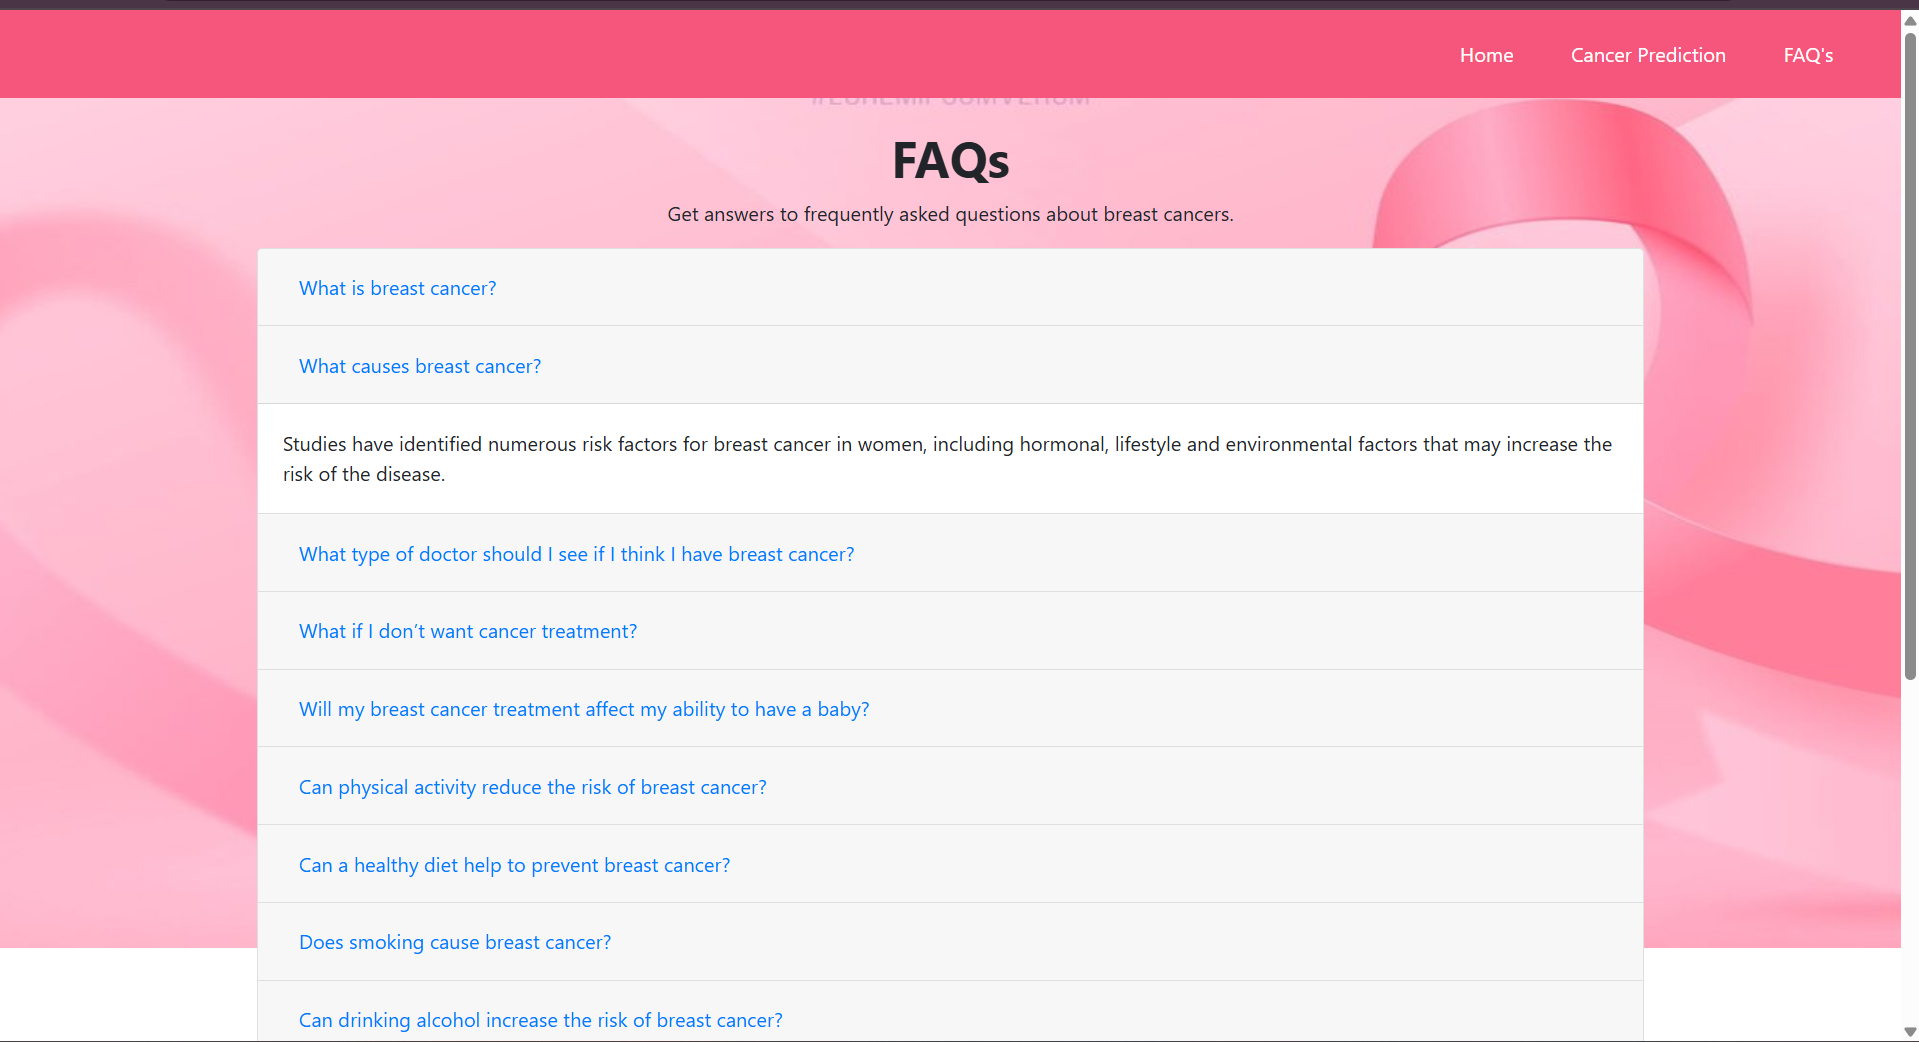 Home Cancer Prediction FAQ's
FAQs
Get answers to frequently asked questions about breast cancers.
What is breast cancer?
What causes breast cancer?
Studies have identified numerous risk factors for breast cancer in women, including hormonal, lifestyle and environmental factors that may increase the
risk of the disease.
What type of doctor should I see if I think I have breast cancer?
What if I don’t want cancer treatment?
Will my breast cancer treatment affect my ability to have a baby?
Can physical activity reduce the risk of breast cancer?
Can a healthy diet help to prevent breast cancer?
Does smoking cause breast cancer?
Can drinking alcohol increase the risk of breast cancer?